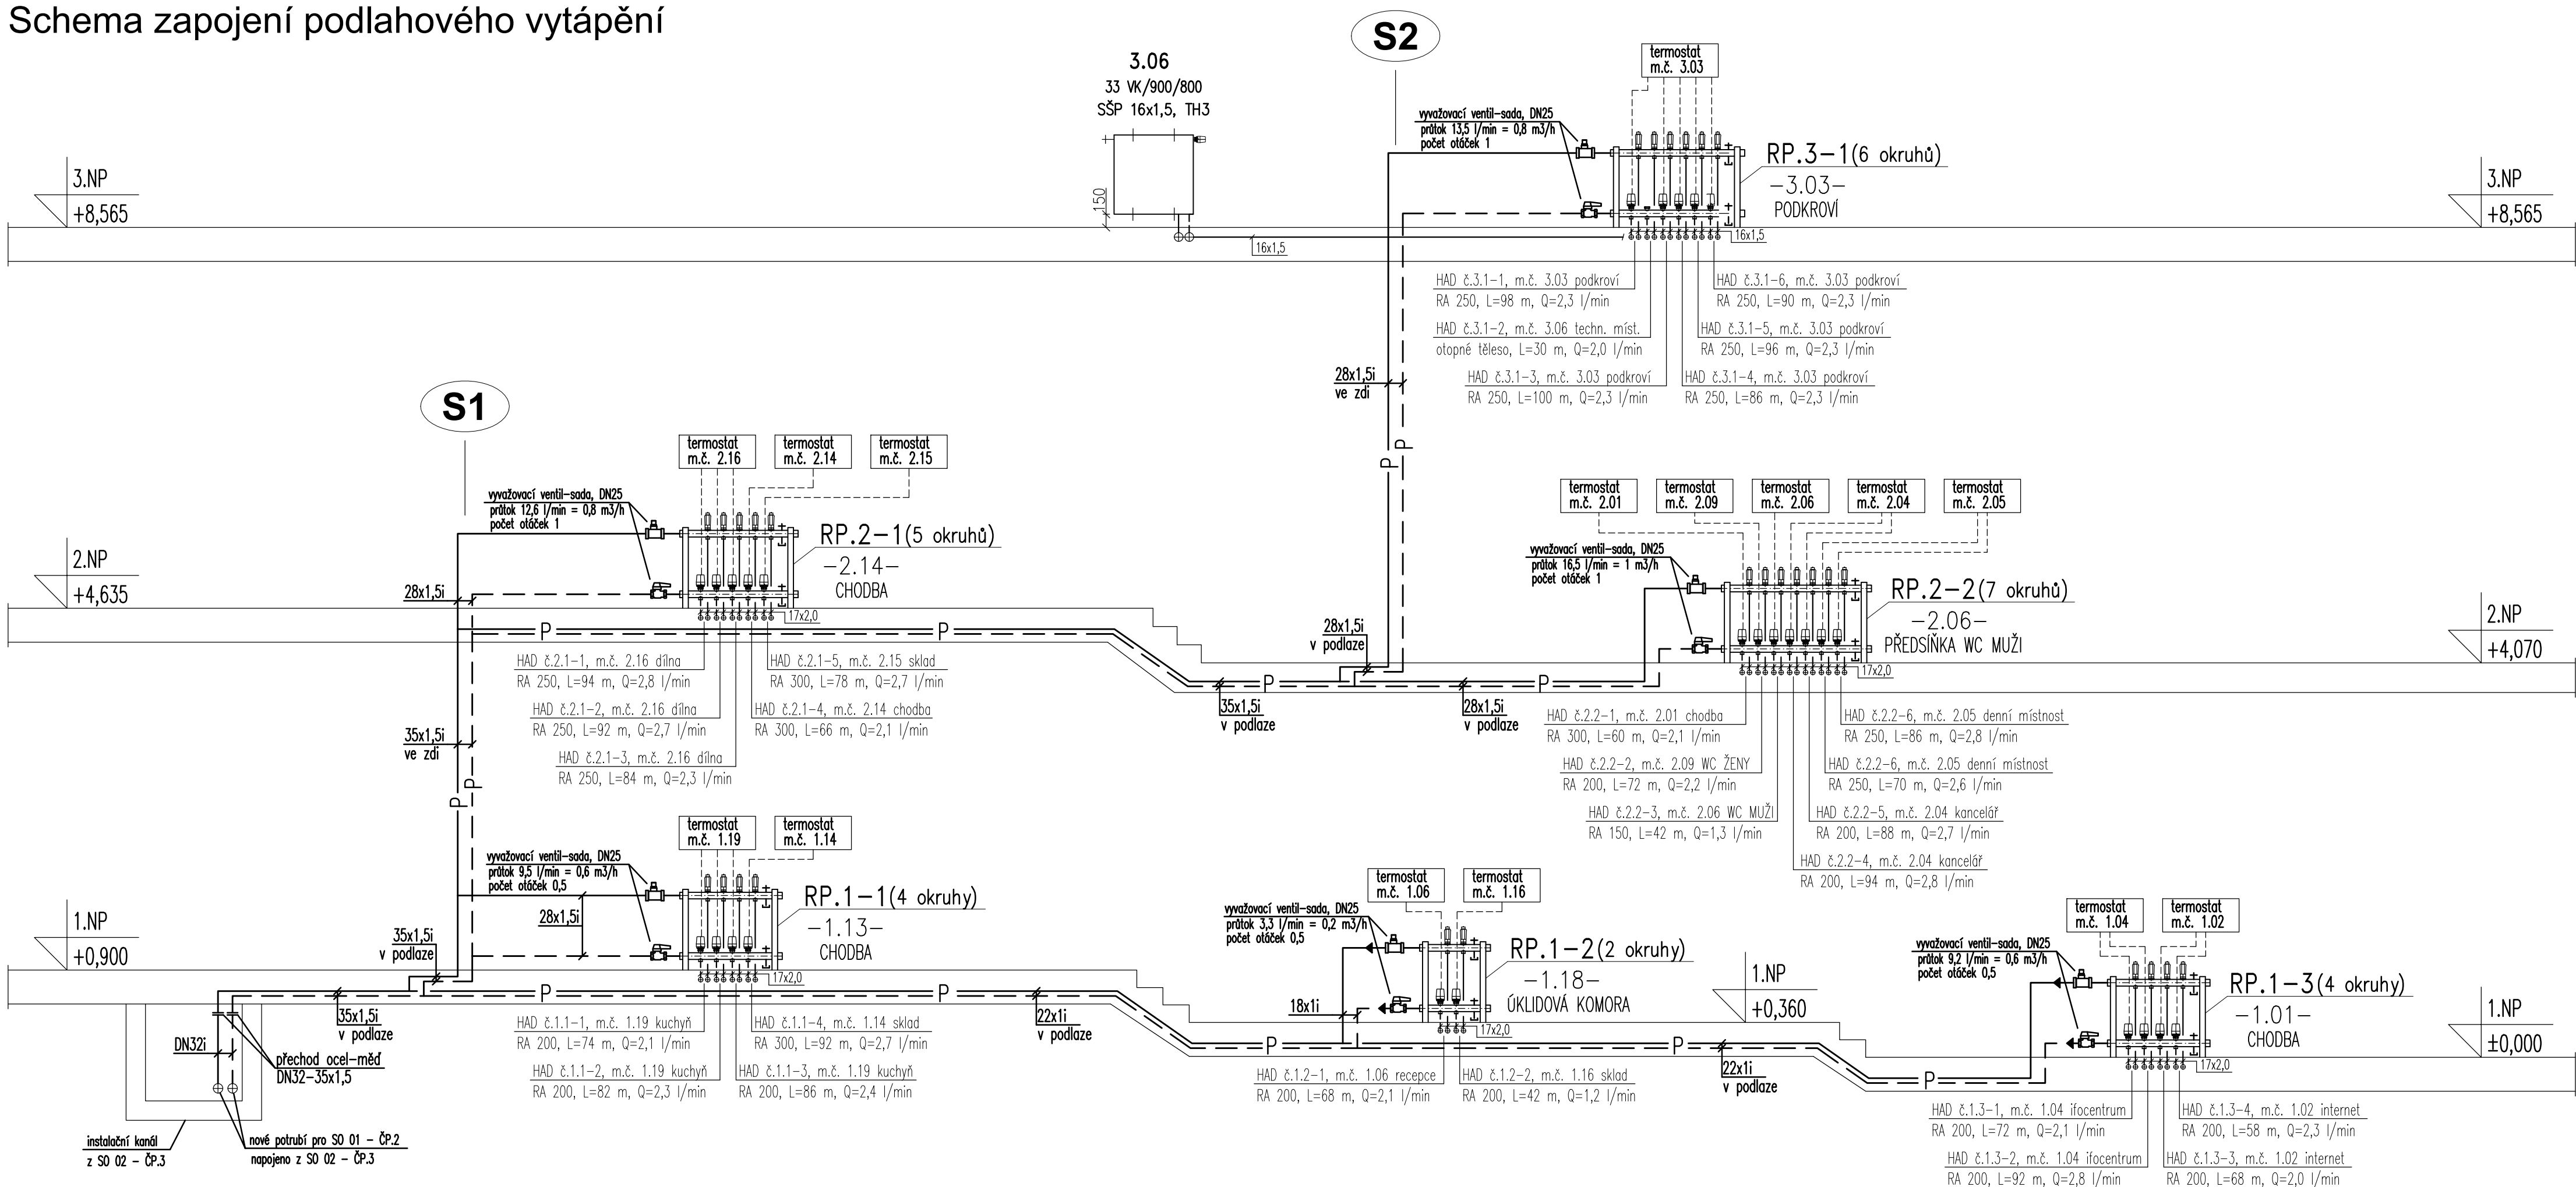 Schema zapojení podlahového vytápění
S2
3.06
33 VK/900/800
SŠP 16x1,5, TH3
150
16x1,5
termostat
m.č. 3.03
vyvažovací ventil-sada, DN25
průtok 13,5 l/min = 0,8 m3/h
počet otáček 1
RP.3-1(6 okruhů)
-3.03-
PODKROVÍ
16x1,5
3.NP
+8,565
3.NP
+8,565
HAD č.3.1-1, m.č. 3.03 podkroví
RA 250, L=98 m, Q=2,3 l/min
HAD č.3.1-6, m.č. 3.03 podkroví
RA 250, L=90 m, Q=2,3 l/min
HAD č.3.1-2, m.č. 3.06 techn. míst.
otopné těleso, L=30 m, Q=2,0 l/min
HAD č.3.1-5, m.č. 3.03 podkroví
RA 250, L=96 m, Q=2,3 l/min
HAD č.3.1-3, m.č. 3.03 podkroví
RA 250, L=100 m, Q=2,3 l/min
HAD č.3.1-4, m.č. 3.03 podkroví
RA 250, L=86 m, Q=2,3 l/min
28x1,5i
ve zdi
P
P
S1
termostat
m.č. 2.16
termostat
m.č. 2.14
termostat
m.č. 2.15
vyvažovací ventil-sada, DN25
průtok 12,6 l/min = 0,8 m3/h
počet otáček 1
RP.2-1(5 okruhů)
-2.14-
CHODBA
17x2,0
2.NP
+4,635
28x1,5i
P
P
HAD č.2.1-1, m.č. 2.16 dílna
RA 250, L=94 m, Q=2,8 l/min
HAD č.2.1-5, m.č. 2.15 sklad
RA 300, L=78 m, Q=2,7 l/min
HAD č.2.1-2, m.č. 2.16 dílna
RA 250, L=92 m, Q=2,7 l/min
HAD č.2.1-4, m.č. 2.14 chodba
RA 300, L=66 m, Q=2,1 l/min
HAD č.2.1-3, m.č. 2.16 dílna
RA 250, L=84 m, Q=2,3 l/min
35x1,5i
ve zdi
P
P
termostat
m.č. 2.01
termostat
m.č. 2.09
termostat
m.č. 2.06
termostat
m.č. 2.04
termostat
m.č. 2.05
vyvažovací ventil-sada, DN25
průtok 16,5 l/min = 1 m3/h
počet otáček 1
RP.2-2(7 okruhů)
-2.06-
PŘEDSÍŇKA WC MUŽI
17x2,0
2.NP
+4,070
28x1,5i
v podlaze
P
P
35x1,5i
v podlaze
28x1,5i
v podlaze
HAD č.2.2-1, m.č. 2.01 chodba
RA 300, L=60 m, Q=2,1 l/min
HAD č.2.2-6, m.č. 2.05 denní místnost
RA 250, L=86 m, Q=2,8 l/min
HAD č.2.2-2, m.č. 2.09 WC ŽENY
RA 200, L=72 m, Q=2,2 l/min
HAD č.2.2-6, m.č. 2.05 denní místnost
RA 250, L=70 m, Q=2,6 l/min
HAD č.2.2-3, m.č. 2.06 WC MUŽI
RA 150, L=42 m, Q=1,3 l/min
HAD č.2.2-5, m.č. 2.04 kancelář
RA 200, L=88 m, Q=2,7 l/min
HAD č.2.2-4, m.č. 2.04 kancelář
RA 200, L=94 m, Q=2,8 l/min
termostat
m.č. 1.19
termostat
m.č. 1.14
vyvažovací ventil-sada, DN25
průtok 9,5 l/min = 0,6 m3/h
počet otáček 0,5
28x1,5i
RP.1-1(4 okruhy)
-1.13-
CHODBA
17x2,0
1.NP
+0,900
35x1,5i
v podlaze
P
P
35x1,5i
v podlaze
22x1i
v podlaze
DN32i
přechod ocel-měď
DN32-35x1,5
HAD č.1.1-1, m.č. 1.19 kuchyň
RA 200, L=74 m, Q=2,1 l/min
HAD č.1.1-4, m.č. 1.14 sklad
RA 300, L=92 m, Q=2,7 l/min
HAD č.1.1-2, m.č. 1.19 kuchyň
RA 200, L=82 m, Q=2,3 l/min
HAD č.1.1-3, m.č. 1.19 kuchyň
RA 200, L=86 m, Q=2,4 l/min
instalační kanál
z SO 02 - ČP.3
nové potrubí pro SO 01 - ČP.2
napojeno z SO 02 - ČP.3
termostat
m.č. 1.06
termostat
m.č. 1.16
vyvažovací ventil-sada, DN25
průtok 3,3 l/min = 0,2 m3/h
počet otáček 0,5
RP.1-2(2 okruhy)
-1.18-
ÚKLIDOVÁ KOMORA
18x1i
17x2,0
1.NP
+0,360
P
P
HAD č.1.2-1, m.č. 1.06 recepce
RA 200, L=68 m, Q=2,1 l/min
HAD č.1.2-2, m.č. 1.16 sklad
RA 200, L=42 m, Q=1,2 l/min
22x1i
v podlaze
termostat
m.č. 1.04
termostat
m.č. 1.02
vyvažovací ventil-sada, DN25
průtok 9,2 l/min = 0,6 m3/h
počet otáček 0,5
RP.1-3(4 okruhy)
-1.01-
CHODBA
17x2,0
1.NP
±0,000
P
HAD č.1.3-1, m.č. 1.04 ifocentrum
RA 200, L=72 m, Q=2,1 l/min
HAD č.1.3-4, m.č. 1.02 internet
RA 200, L=58 m, Q=2,3 l/min
HAD č.1.3-2, m.č. 1.04 ifocentrum
RA 200, L=92 m, Q=2,8 l/min
HAD č.1.3-3, m.č. 1.02 internet
RA 200, L=68 m, Q=2,0 l/min